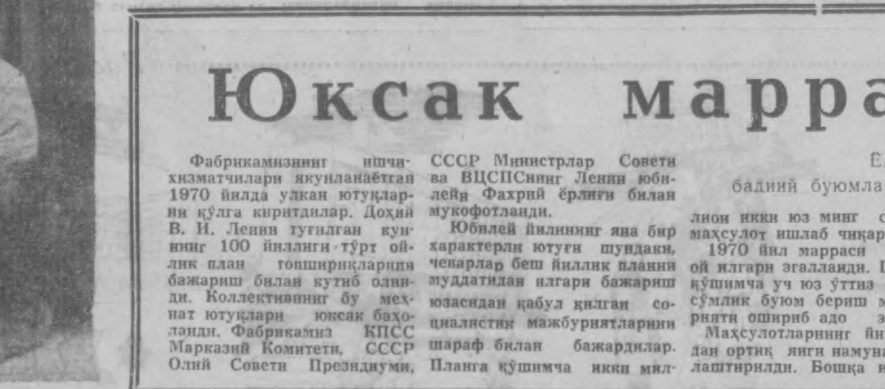 Юксак марра
Фабрикамизнинг ишчи-
хизматчилари якунланаётган
1970 йилда улкан ютуқлар-
ни қўлга киритдилар. Доҳий
В. И. Ленин туғилган кун-
нинг 100 йиллиги тўрт ой-
лик план топшириқларини
бажариш билан кутиб олин-
ди. Коллективнинг бу меҳ-
нат ютуқлари юксак баҳо-
ланди. Фабрикамиз КПСС
Марказий Комитети, СССР
Олий Совети Президиуми,
СССР Министрлар Совети
ва ВЦСПСнинг Ленин юби-
лейи Фахрий ёрлиғи билан
мукофотланди.
Юбилей йилининг яна бир
характерли ютуғи шундаки,
чеварлар беш йиллик планни
муддатидан илгари бажариш
юзасидан қабул қилган со-
циалистик мажбуриятларини
шараф билан бажардилар.
Планга қўшимча икки мил-
бадиий буюмла
лион икки юз минг
маҳсулот ишлаб чиқар
1970 йил марраси
ой илгари эгалланди.
қўшимча уч юз ўттиз
сўмлик буюм бериш
рияти ошириб адо
Маҳсулотларнинг
дан ортиқ янги намун
лаштирилди. Бошқа